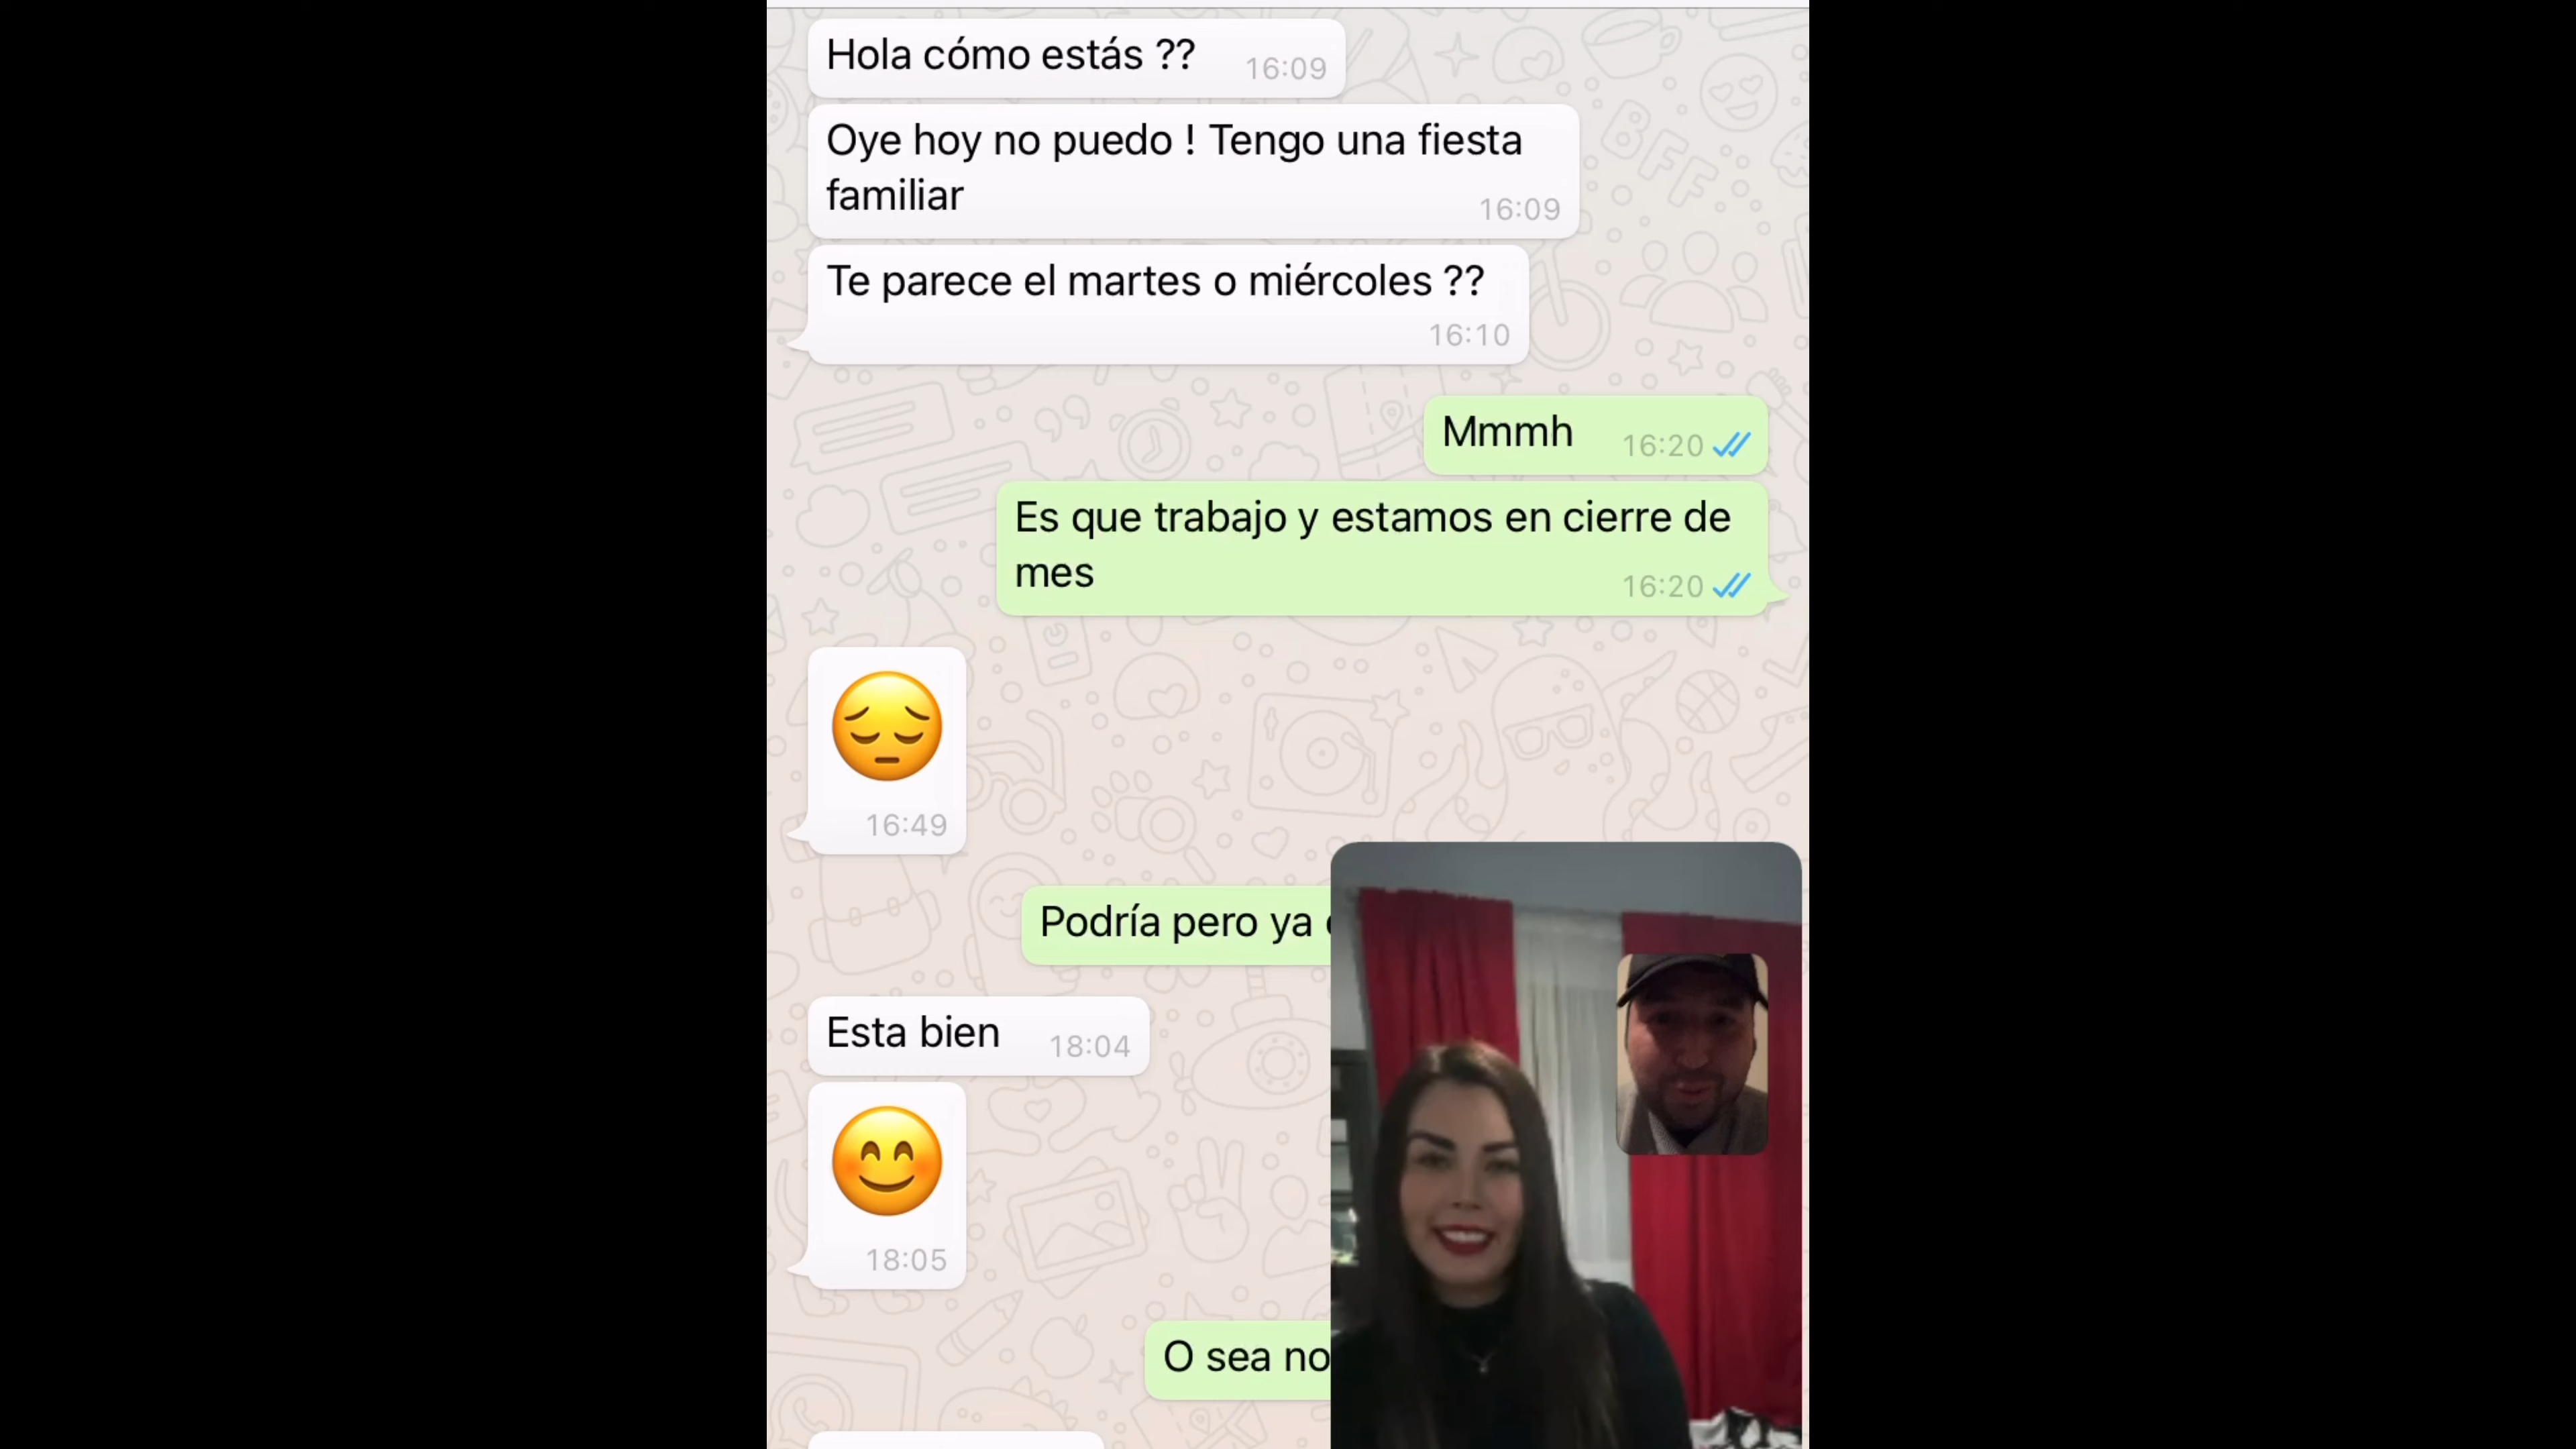 Hola cómo estás ?? 16:09
Oye hoy no puedo ! Tengo una fiesta
familiar 16:09
Te parece el martes o miércoles ??
16:10
Mmmh 16:20
Es que trabajo y estamos en cierre de
mes 16:20
16:49
Podría pero ya
Esta bien 18:04
18:05
O sea no